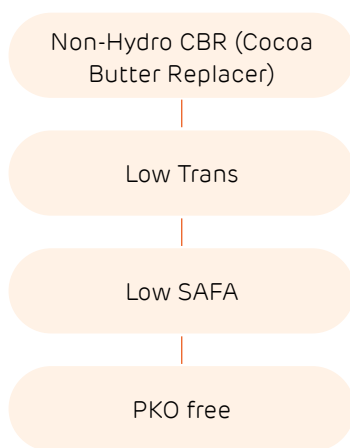 Non-Hydro CBR (Cocoa
Butter Replacer)
Low Trans
Low SAFA
PKO free